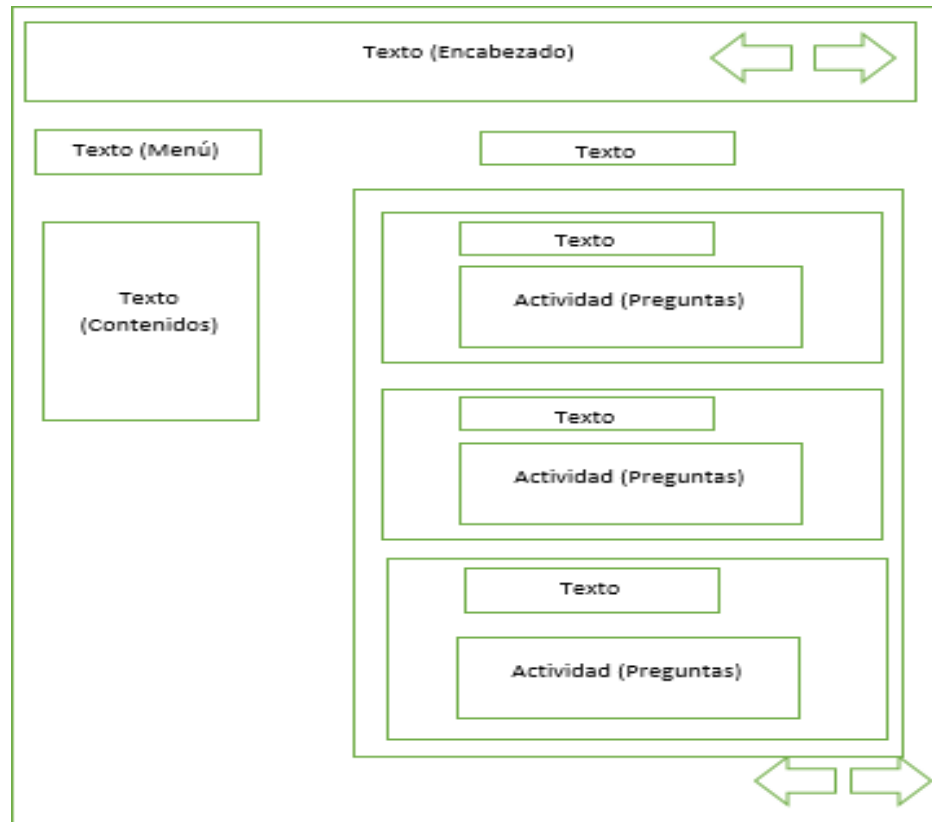 Texto (Encabezado)
Texto (Menú)
Texto
Texto
(Contenidos)
Texto
Actividad (Preguntas)
Texto
Actividad (Preguntas)
Texto
Actividad (Preguntas)